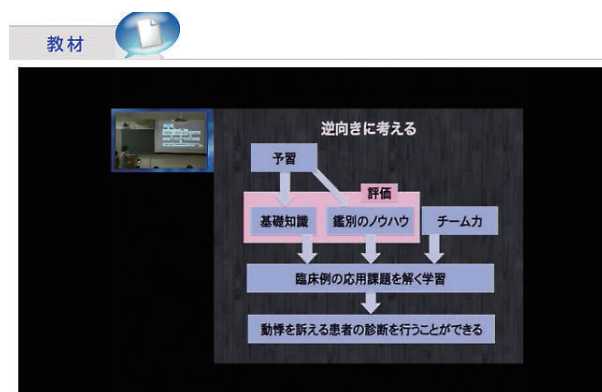 教材
逆向きに考える
予習
評価
基礎知識
鑑別のノウハウ
チーム力
臨床例の応用課題を解く学習
動悸を訴える患者の診断を行うことができる